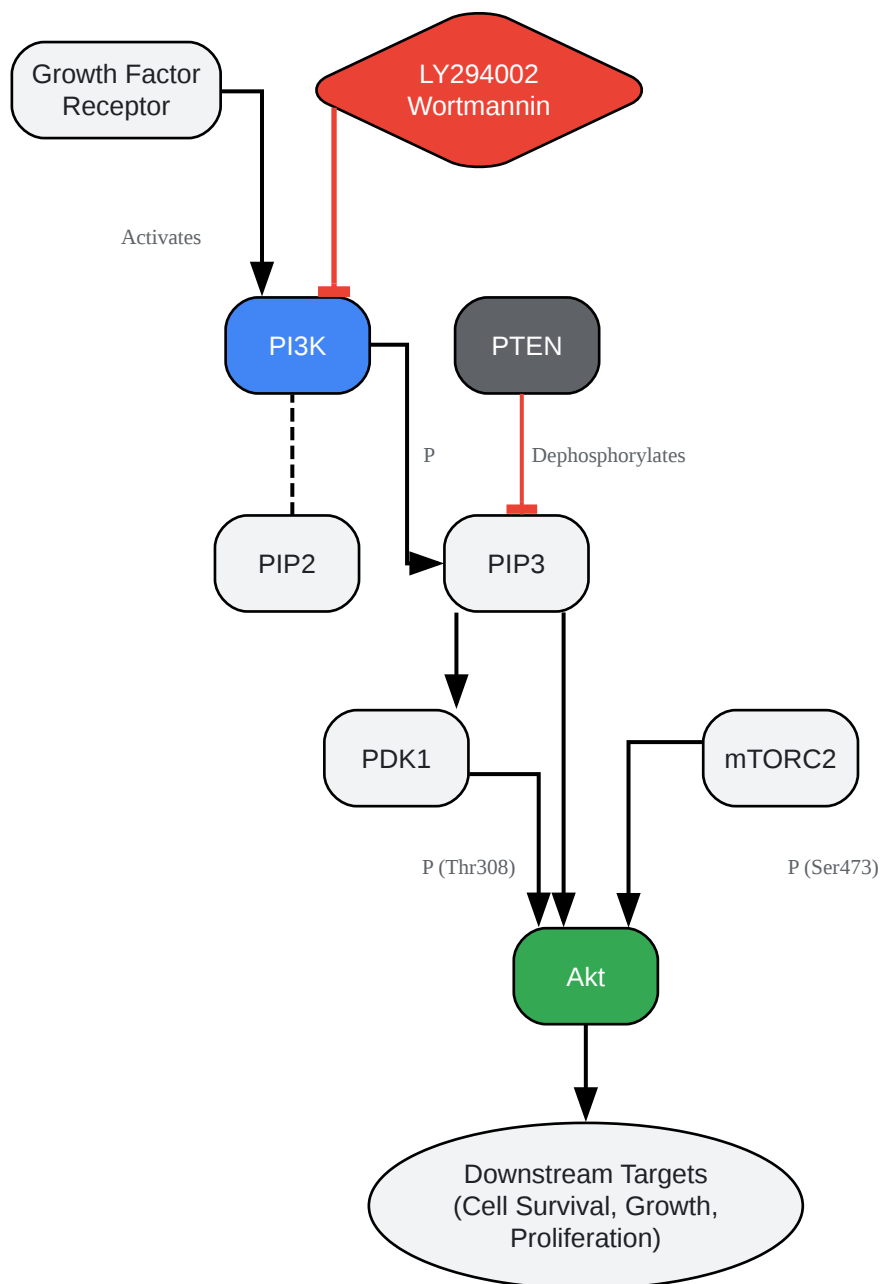 Growth Factor
Receptor
LY294002
Wortmannin
Activates
PI3K
PTEN
P
Dephosphorylates
PIP2
PIP3
PDK1
mTORC2
P (Thr308)
P (Ser473)
Akt
Downstream Targets
(Cell Survival, Growth,
Proliferation)